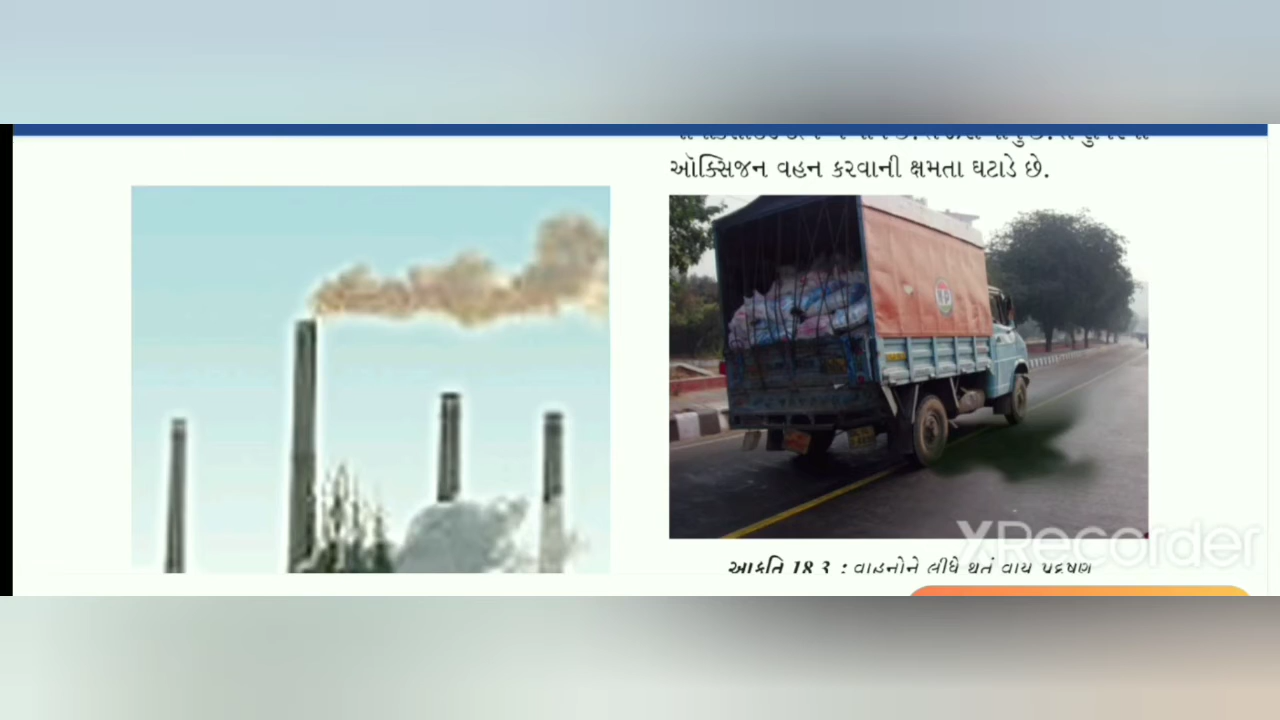 ઑક્સિજન વહન કરવાની ક્ષમતા ઘટાડે છે.
આકૃતિ 18.3 : વાહનોને લીધે થતું વાયુ પ્રદૂષણ
XRecorder